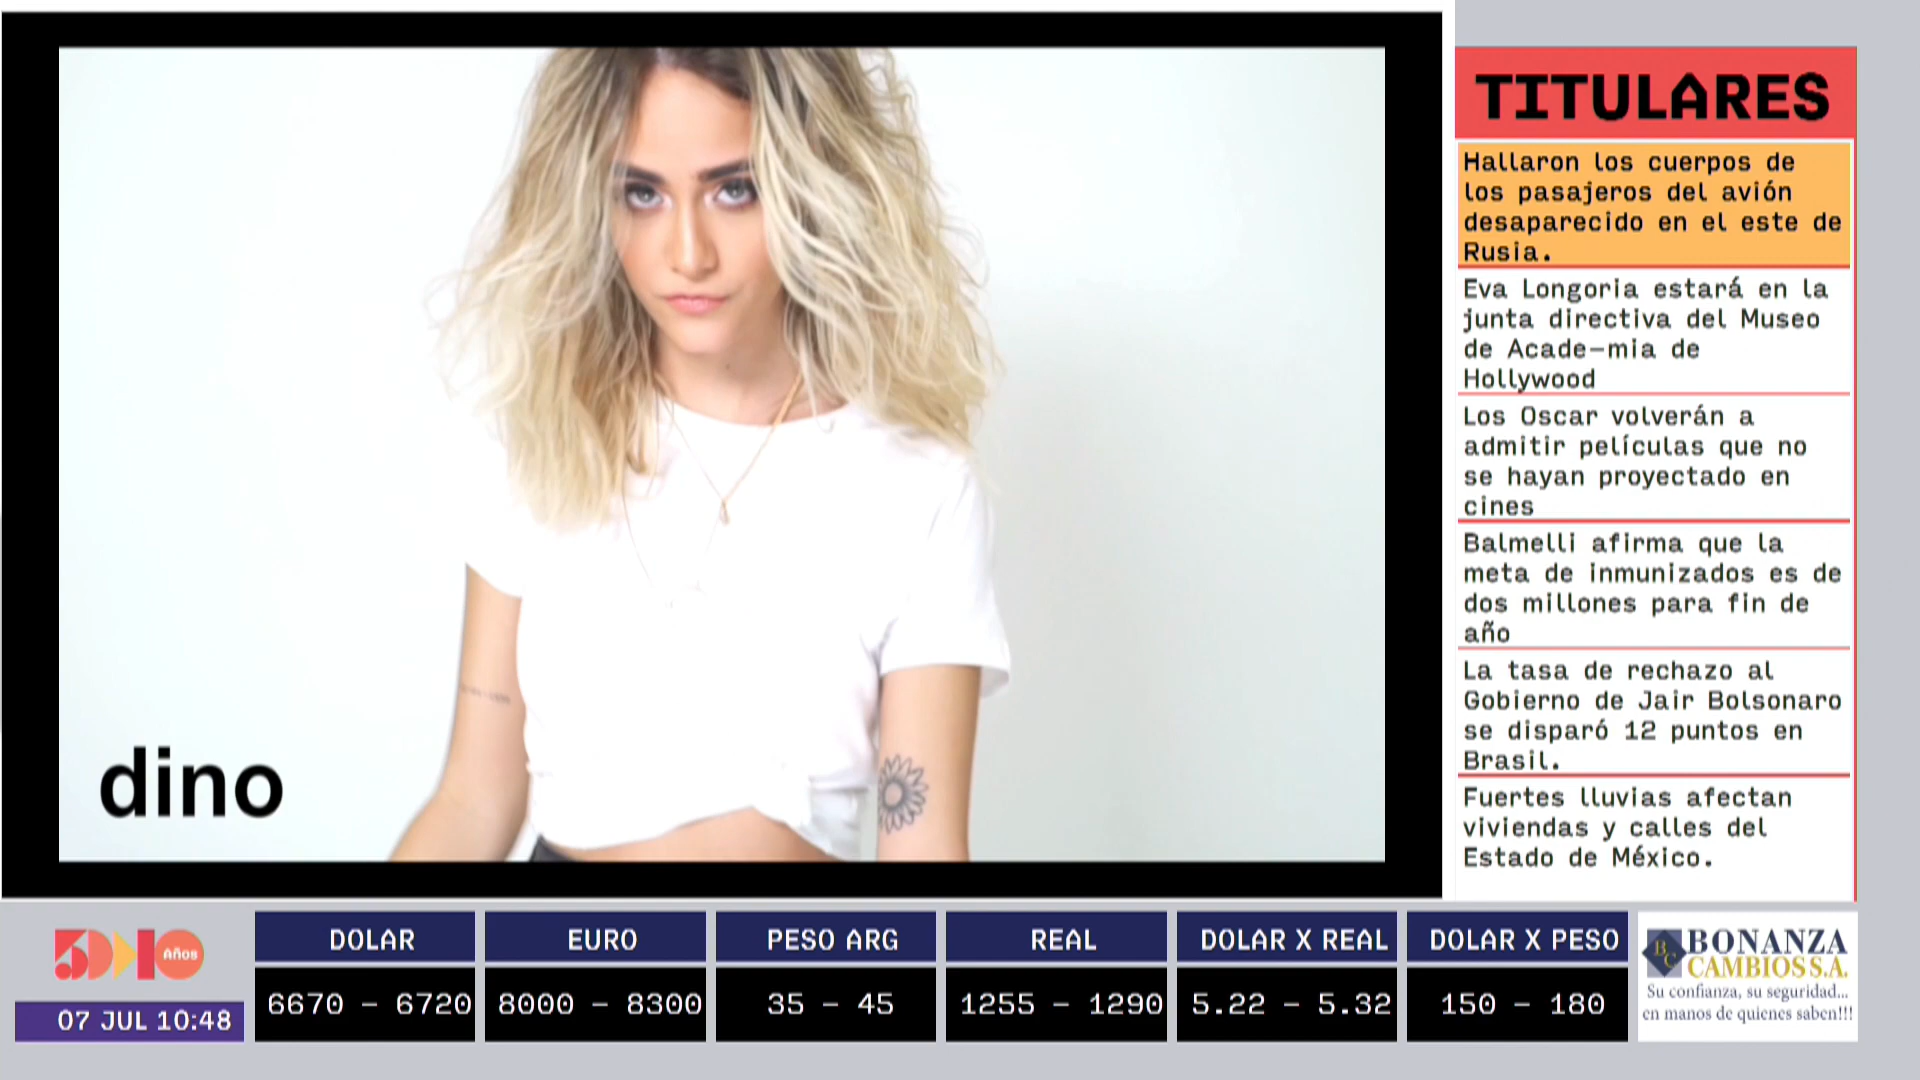 TITULARES
Hallaron los cuerpos de
los pasajeros del avión
desaparecido en el este de
Rusia.
Eva Longoria estará en la
junta directiva del Museo
de Acade-mia de
Hollywood
Los Oscar volverán a
admitir películas que no
se hayan proyectado en
cines
Balmelli afirma que la
meta de inmunizados es de
dos millones para fin de
año
La tasa de rechazo al
Gobierno de Jair Bolsonaro
se disparó 12 puntos en
Brasil.
Fuertes lluvias afectan
viviendas y calles del
Estado de México.
dino
Años
07 JUL 10:48
DOLAR
6670 - 6720
EURO
8000 - 8300
PESO ARG
35 - 45
REAL
1255 - 1290
DOLAR X REAL
5.22 - 5.32
DOLAR X PESO
150 - 180
BC
BONANZA
CAMBIOS S.A.
Su confianza, su seguridad...
en manos de quienes saben!!!